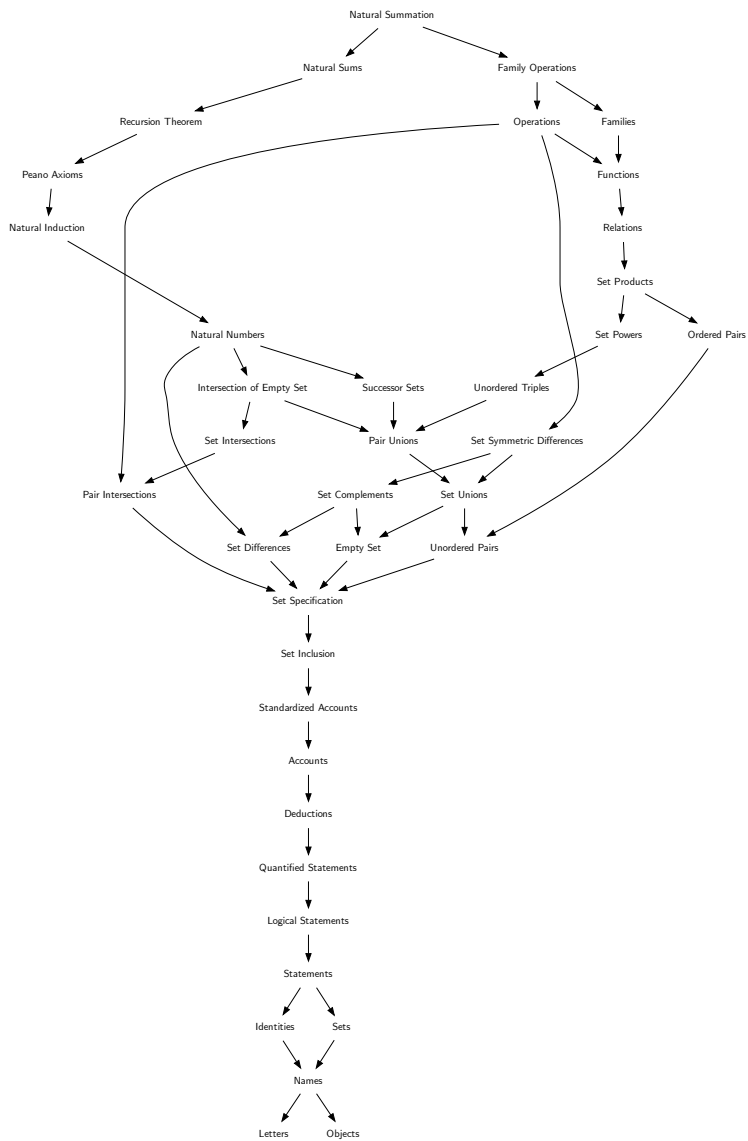 Natural Summation
Natural Sums
Family Operations
Recursion Theorem
Operations
Families
Peano Axioms
Functions
Natural Induction
Relations
Set Products
Natural Numbers
Set Powers
Ordered Pairs
Intersection of Empty Set
Successor Sets
Unordered Triples
Set Intersections
Pair Unions
Set Symmetric Differences
Pair Intersections
Set Complements
Set Unions
Set Differences
Empty Set
Unordered Pairs
Set Specification
Set Inclusion
Standardized Accounts
Accounts
Deductions
Quantified Statements
Logical Statements
Statements
Identities
Sets
Names
Letters
Objects